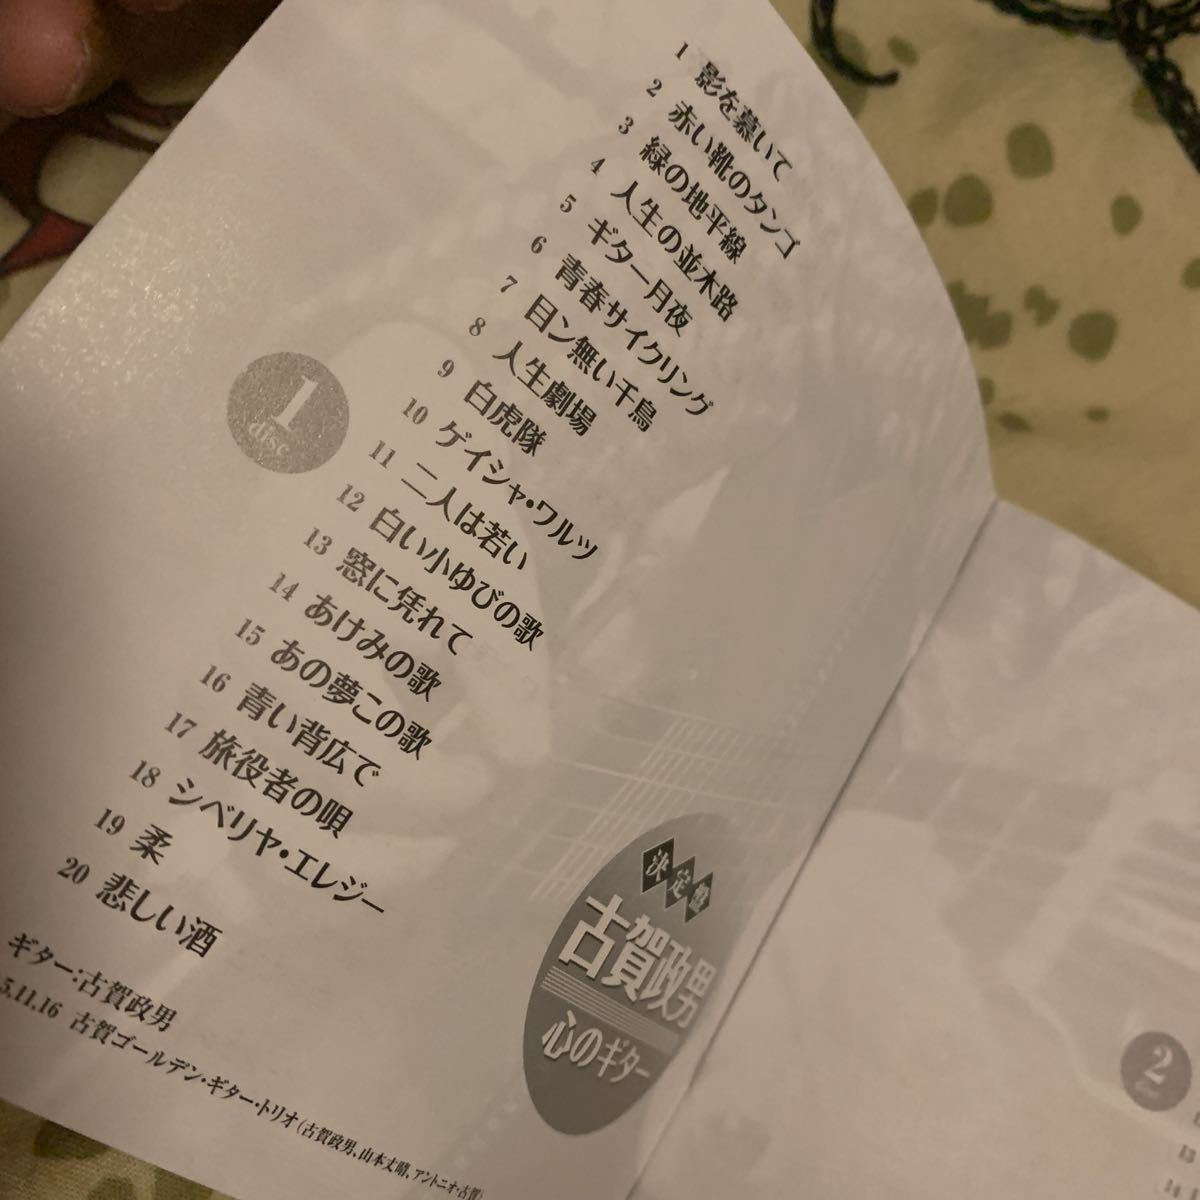 1 影を慕いて
2 赤い靴のタンゴ
3 緑の地平線
4 人生の並木路
5 ギター月夜
6 青春サイクリング
7 目ン無い千鳥
8 人生劇場
9 白虎隊
10 ゲイシャ・ワルツ
11 二人は若い
12 白い小ゆびの歌
13 窓に凭れて
14 あけみの歌
15 あの夢この歌
16 青い背広で
17 旅役者の唄
18 シベリヤ・エレジー
19 柔
20 悲しい酒
ギター:古賀政男
5.11.16 古賀ゴールデン・ギター・トリオ(古賀政男、山本丈晴、アントニオ・古賀)
1
disc
決定盤
古賀政男
心のギター
2
disc
13
14